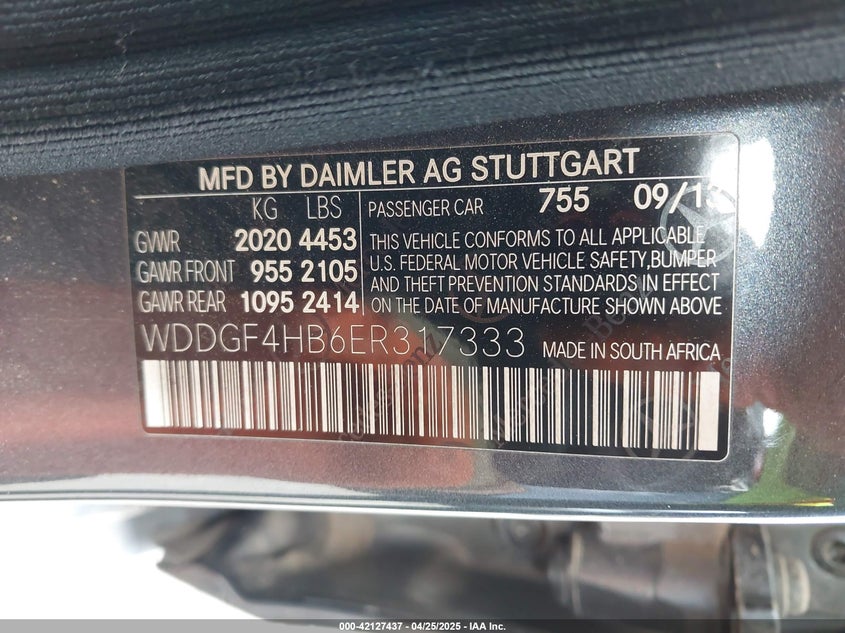 MFD BY DAIMLER AG STUTTGART
KG LBS
GVWR 2020 4453
GAWR FRONT 955 2105
GAWR REAR 1095 2414
PASSENGER CAR 755 09/13
THIS VEHICLE CONFORMS TO ALL APPLICABLE
U.S. FEDERAL MOTOR VEHICLE SAFETY,BUMPER
AND THEFT PREVENTION STANDARDS IN EFFECT
ON THE DATE OF MANUFACTURE SHOWN ABOVE
WDDGF4HB6ER317333 MADE IN SOUTH AFRICA
000-42127437 - 04/25/2025 - IAA Inc.